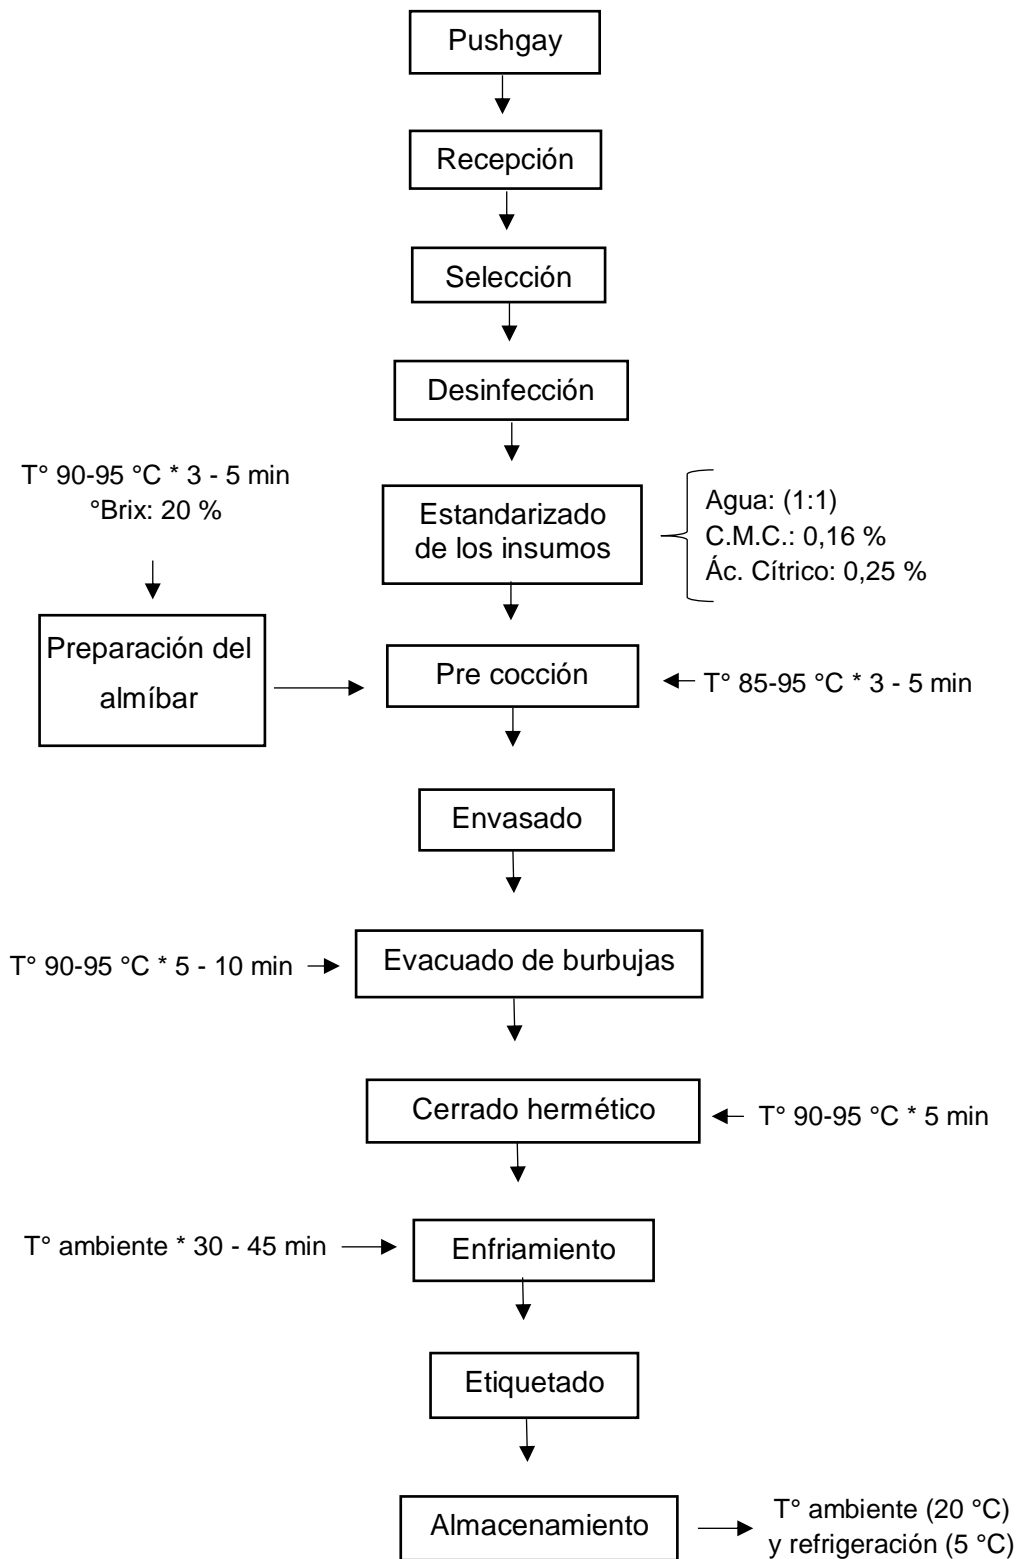 Pushgay
Recepción
Selección
Desinfección
T° 90-95 °C * 3 - 5 min
°Brix: 20 %
Estandarizado
de los insumos
Agua: (1:1)
C.M.C.: 0,16 %
Ác. Cítrico: 0,25 %
Preparación del
almíbar
Pre cocción
T° 85-95 °C * 3 - 5 min
Envasado
T° 90-95 °C * 5 - 10 min
Evacuado de burbujas
Cerrado hermético
T° 90-95 °C * 5 min
T° ambiente * 30 - 45 min
Enfriamiento
Etiquetado
Almacenamiento
T° ambiente (20 °C)
y refrigeración (5 °C)